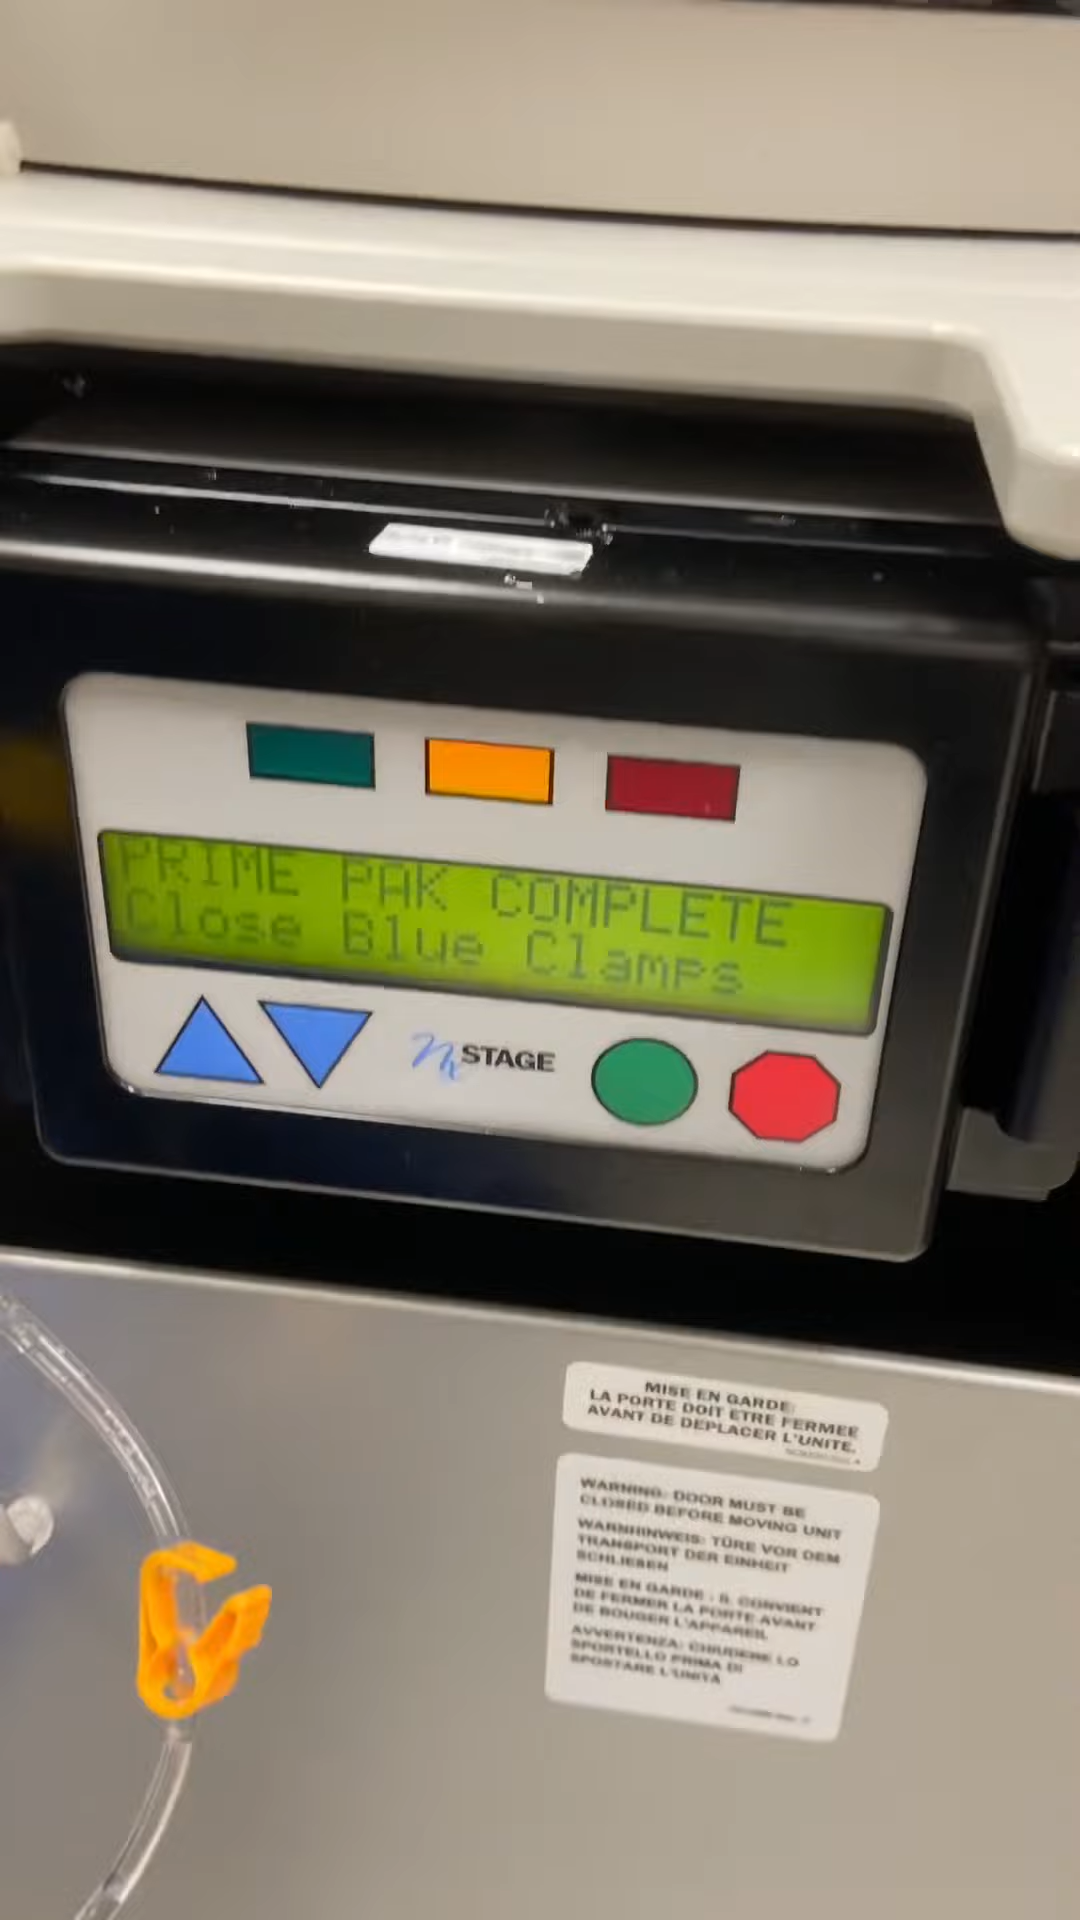 PRIME PAK COMPLETE
Close Blue Clamps
Nx STAGE
MISE EN GARDE:
LA PORTE DOIT ETRE FERMEE
AVANT DE DEPLACER L'UNITE.
WARNING: DOOR MUST BE
CLOSED BEFORE MOVING UNIT
WARNHINWEIS: TÜRE VOR DEM
TRANSPORT DER EINHEIT
SCHLIEßEN
MISE EN GARDE : IL CONVIENT
DE FERMER LA PORTE AVANT
DE BOUGER L'APPAREIL
AVVERTENZA: CHIUDERE LO
SPORTELLO PRIMA DI
SPOSTARE L'UNITÀ